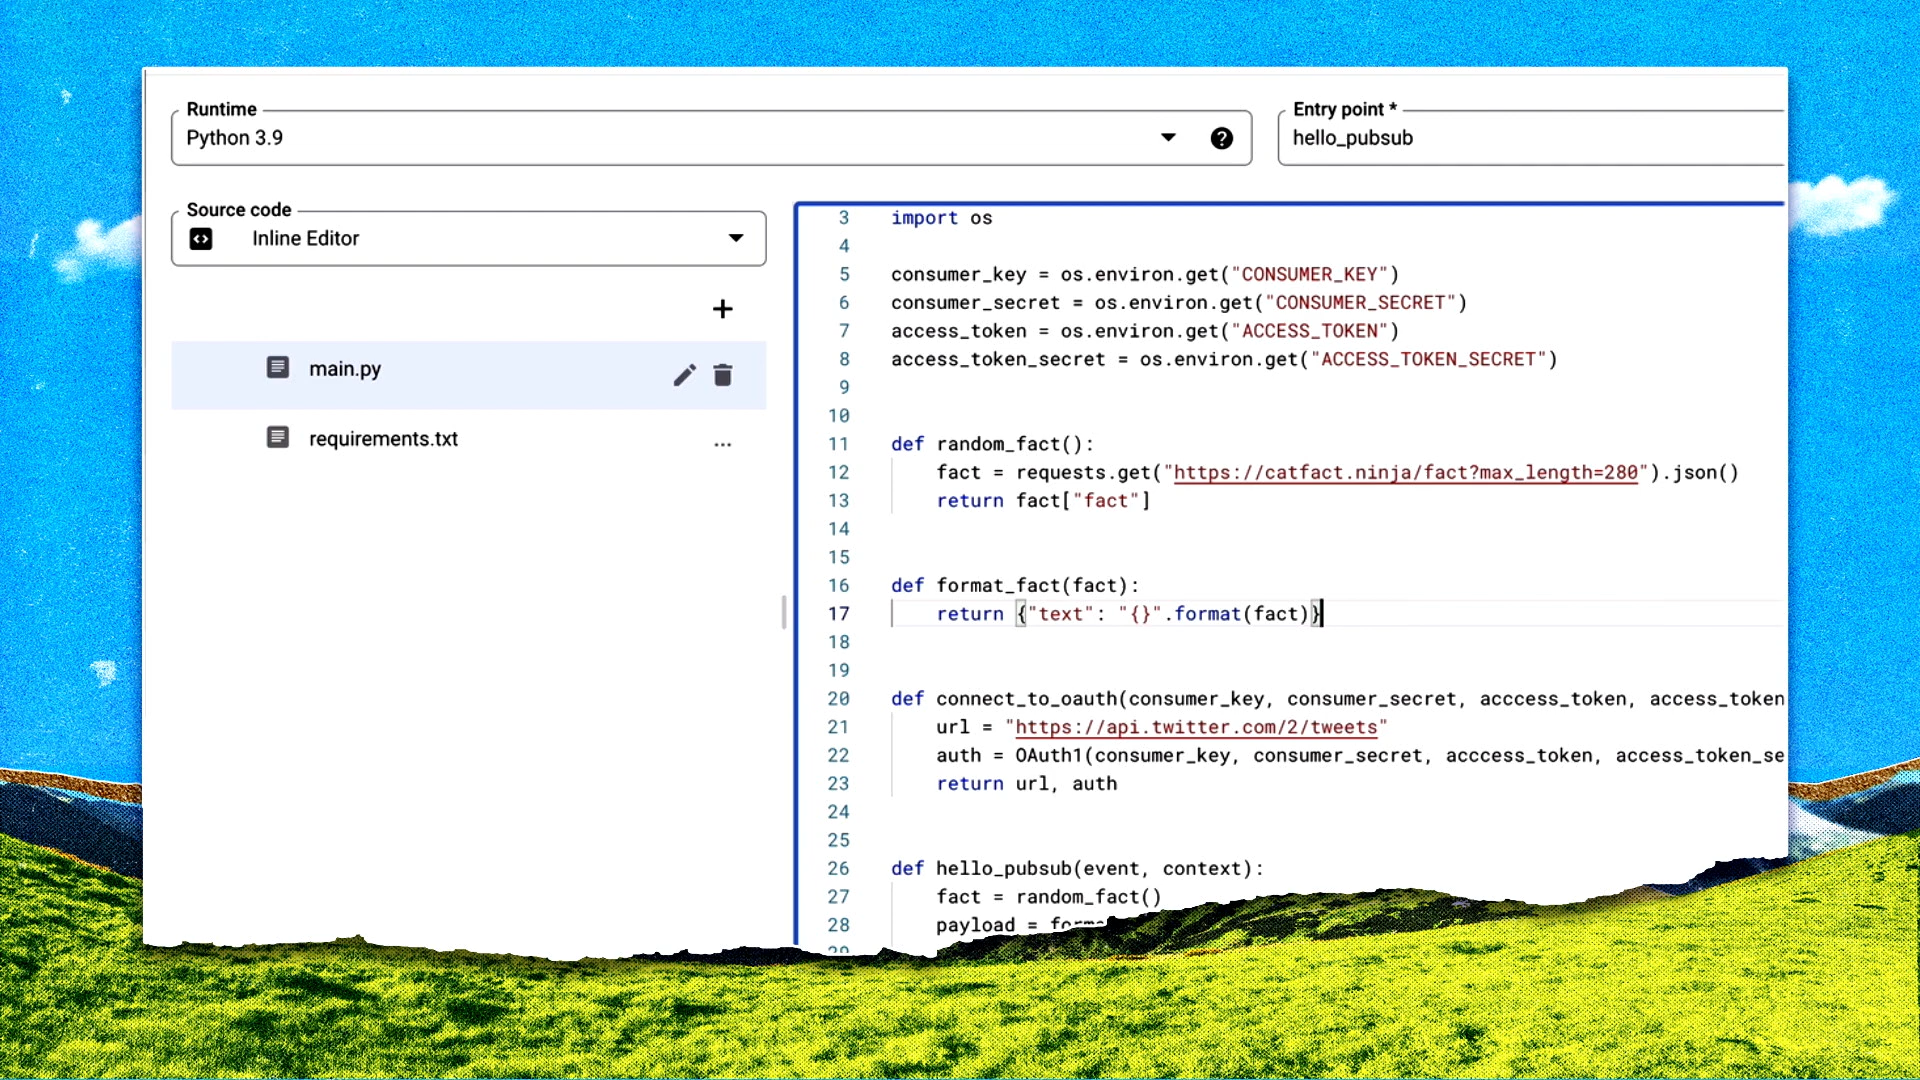 Runtime
Python 3.9
Entry point *
hello_pubsub
Source code
Inline Editor
main.py
requirements.txt
3 import os
4
5 consumer_key = os.environ.get("CONSUMER_KEY")
6 consumer_secret = os.environ.get("CONSUMER_SECRET")
7 access_token = os.environ.get("ACCESS_TOKEN")
8 access_token_secret = os.environ.get("ACCESS_TOKEN_SECRET")
9
10
11 def random_fact():
12 fact = requests.get("https://catfact.ninja/fact?max_length=280").json()
13 return fact["fact"]
14
15
16 def format_fact(fact):
17 return {"text": "{}".format(fact)}
18
19
20 def connect_to_oauth(consumer_key, consumer_secret, acccess_token, access_token
21 url = "https://api.twitter.com/2/tweets"
22 auth = OAuth1(consumer_key, consumer_secret, acccess_token, access_token_se
23 return url, auth
24
25
26 def hello_pubsub(event, context):
27 fact = random_fact()
28 payload =